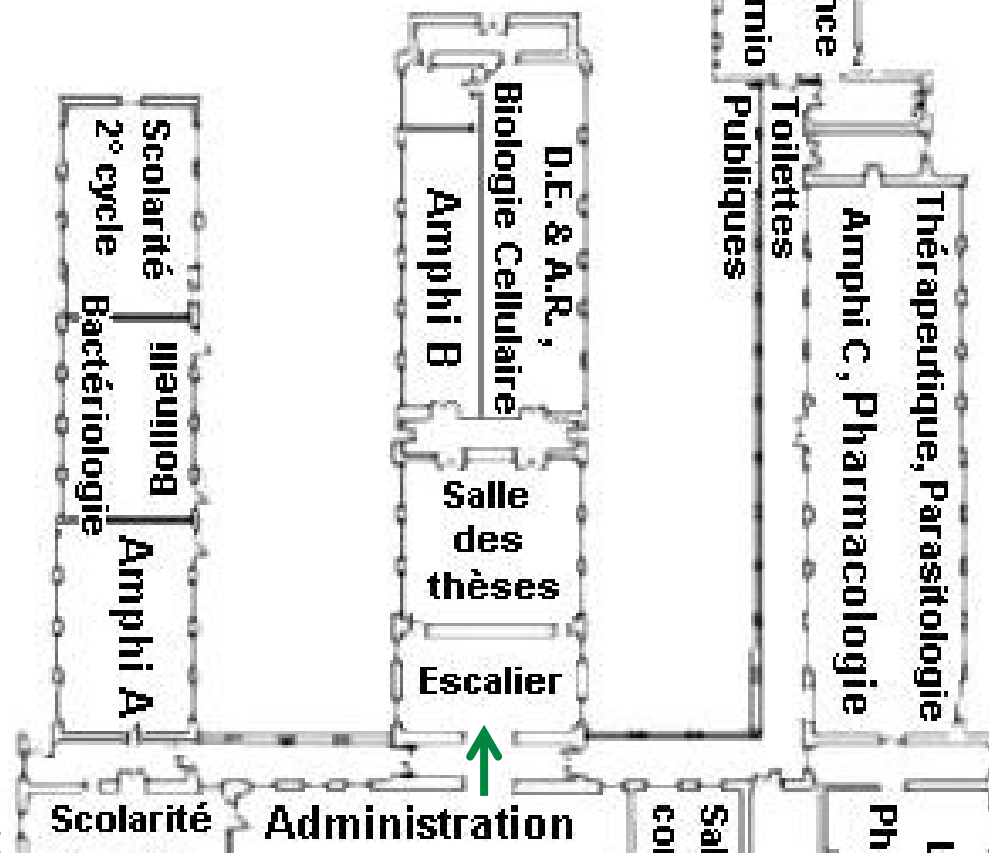 Scolarité
2° cycle
Bollinelli
Bactériologie
Amphi A
D.E. & A.R.,
Biologie Cellulaire
Amphi B
Salle
des
thèses
Escalier
Toilettes
Publiques
Thérapeutique, Parasitologie
Amphi C, Pharmacologie
Scolarité
Administration